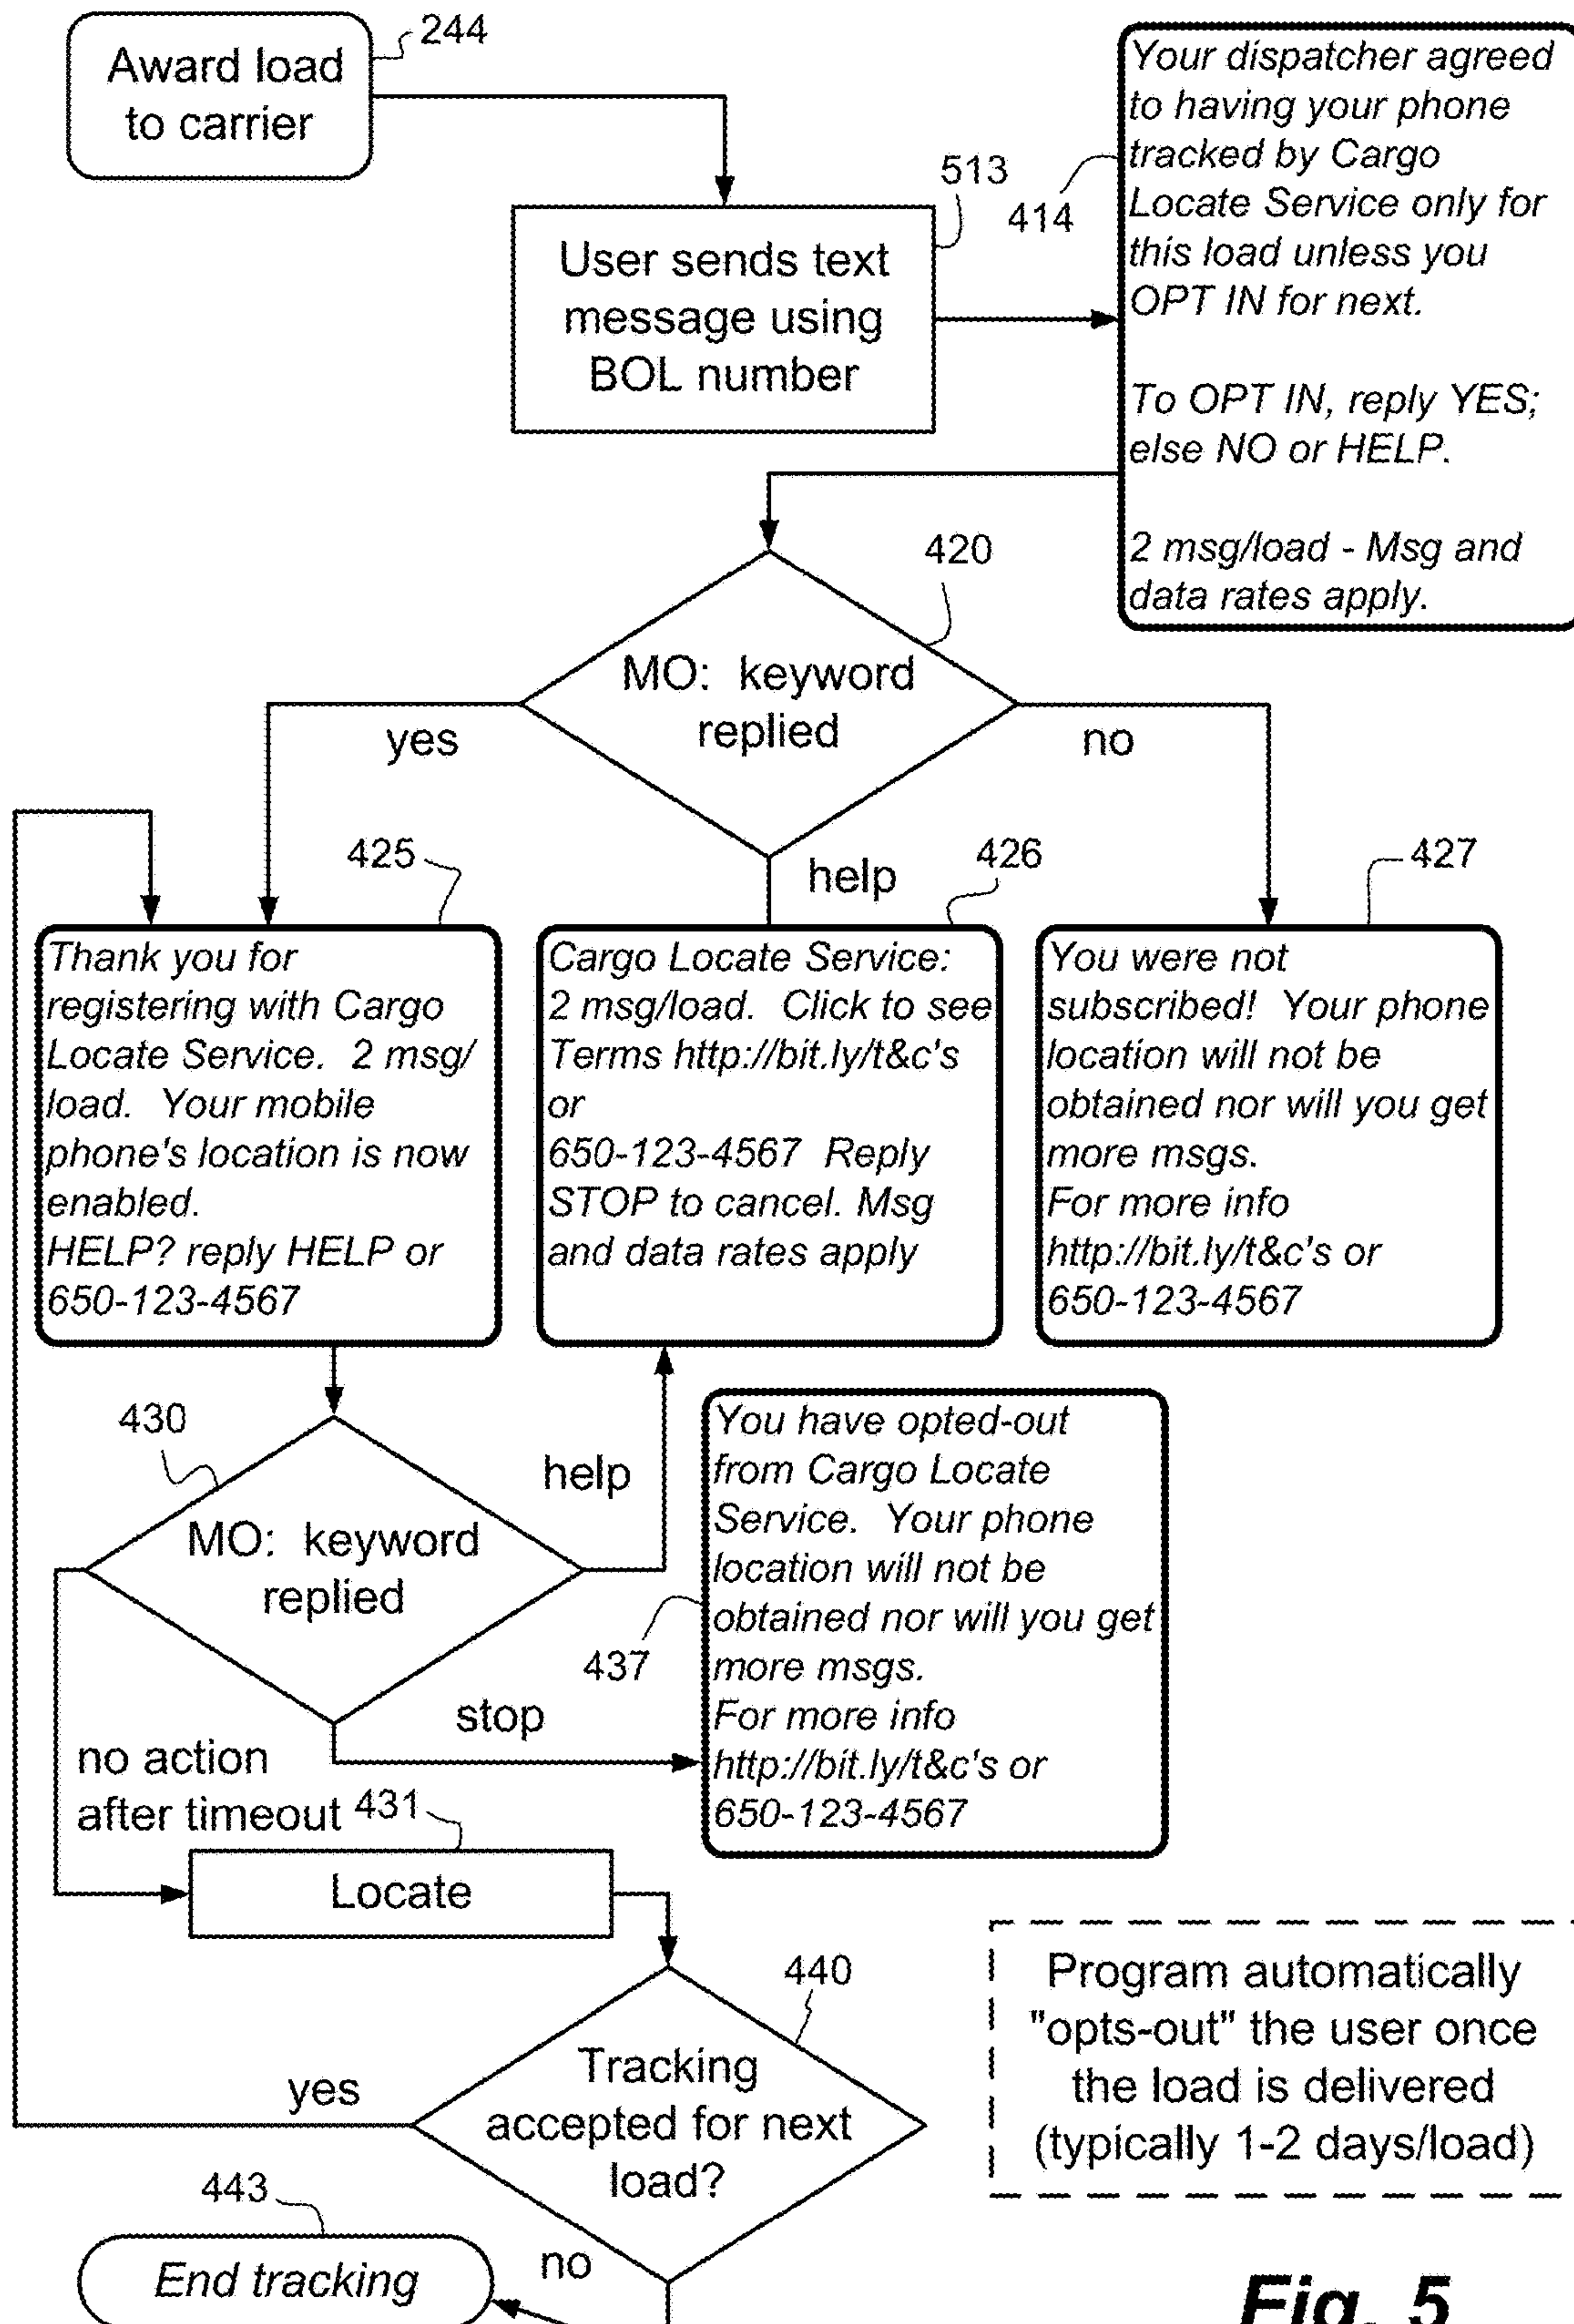 Award load
to carrier
244
User sends text
message using
BOL number
513
414
Your dispatcher agreed
to having your phone
tracked by Cargo
Locate Service only for
this load unless you
OPT IN for next.
To OPT IN, reply YES;
else NO or HELP.
2 msg/load - Msg and
data rates apply.
420
MO: keyword
replied
yes
no
help
425
426
427
Thank you for
registering with Cargo
Locate Service. 2 msg/
load. Your mobile
phone's location is now
enabled.
HELP? reply HELP or
650-123-4567
Cargo Locate Service:
2 msg/load. Click to see
Terms http://bit.ly/t&c's
or
650-123-4567 Reply
STOP to cancel. Msg
and data rates apply
You were not
subscribed! Your phone
location will not be
obtained nor will you get
more msgs.
For more info
http://bit.ly/t&c's or
650-123-4567
430
MO: keyword
replied
help
stop
no action
after timeout
437
You have opted-out
from Cargo Locate
Service. Your phone
location will not be
obtained nor will you get
more msgs.
For more info
http://bit.ly/t&c's or
650-123-4567
431
Locate
440
Tracking
accepted for next
load?
yes
no
443
End tracking
Program automatically
"opts-out" the user once
the load is delivered
(typically 1-2 days/load)
Fig. 5